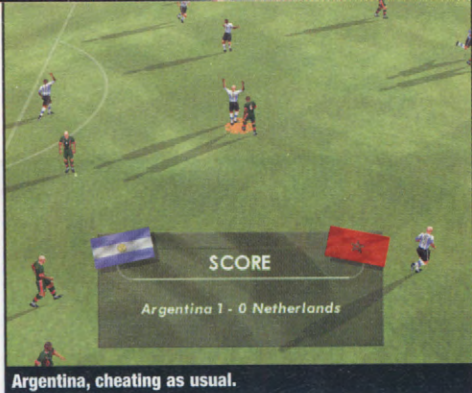 SCORE
Argentina 1 - 0 Netherlands
Argentina, cheating as usual.